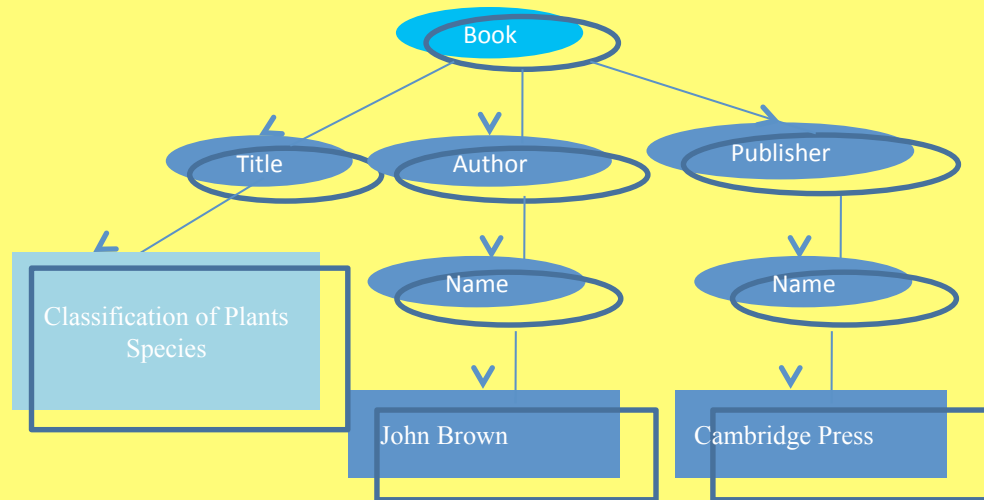 Book
Title
Author
Publisher
Name
Name
Classification of Plants
Species
John Brown
Cambridge Press